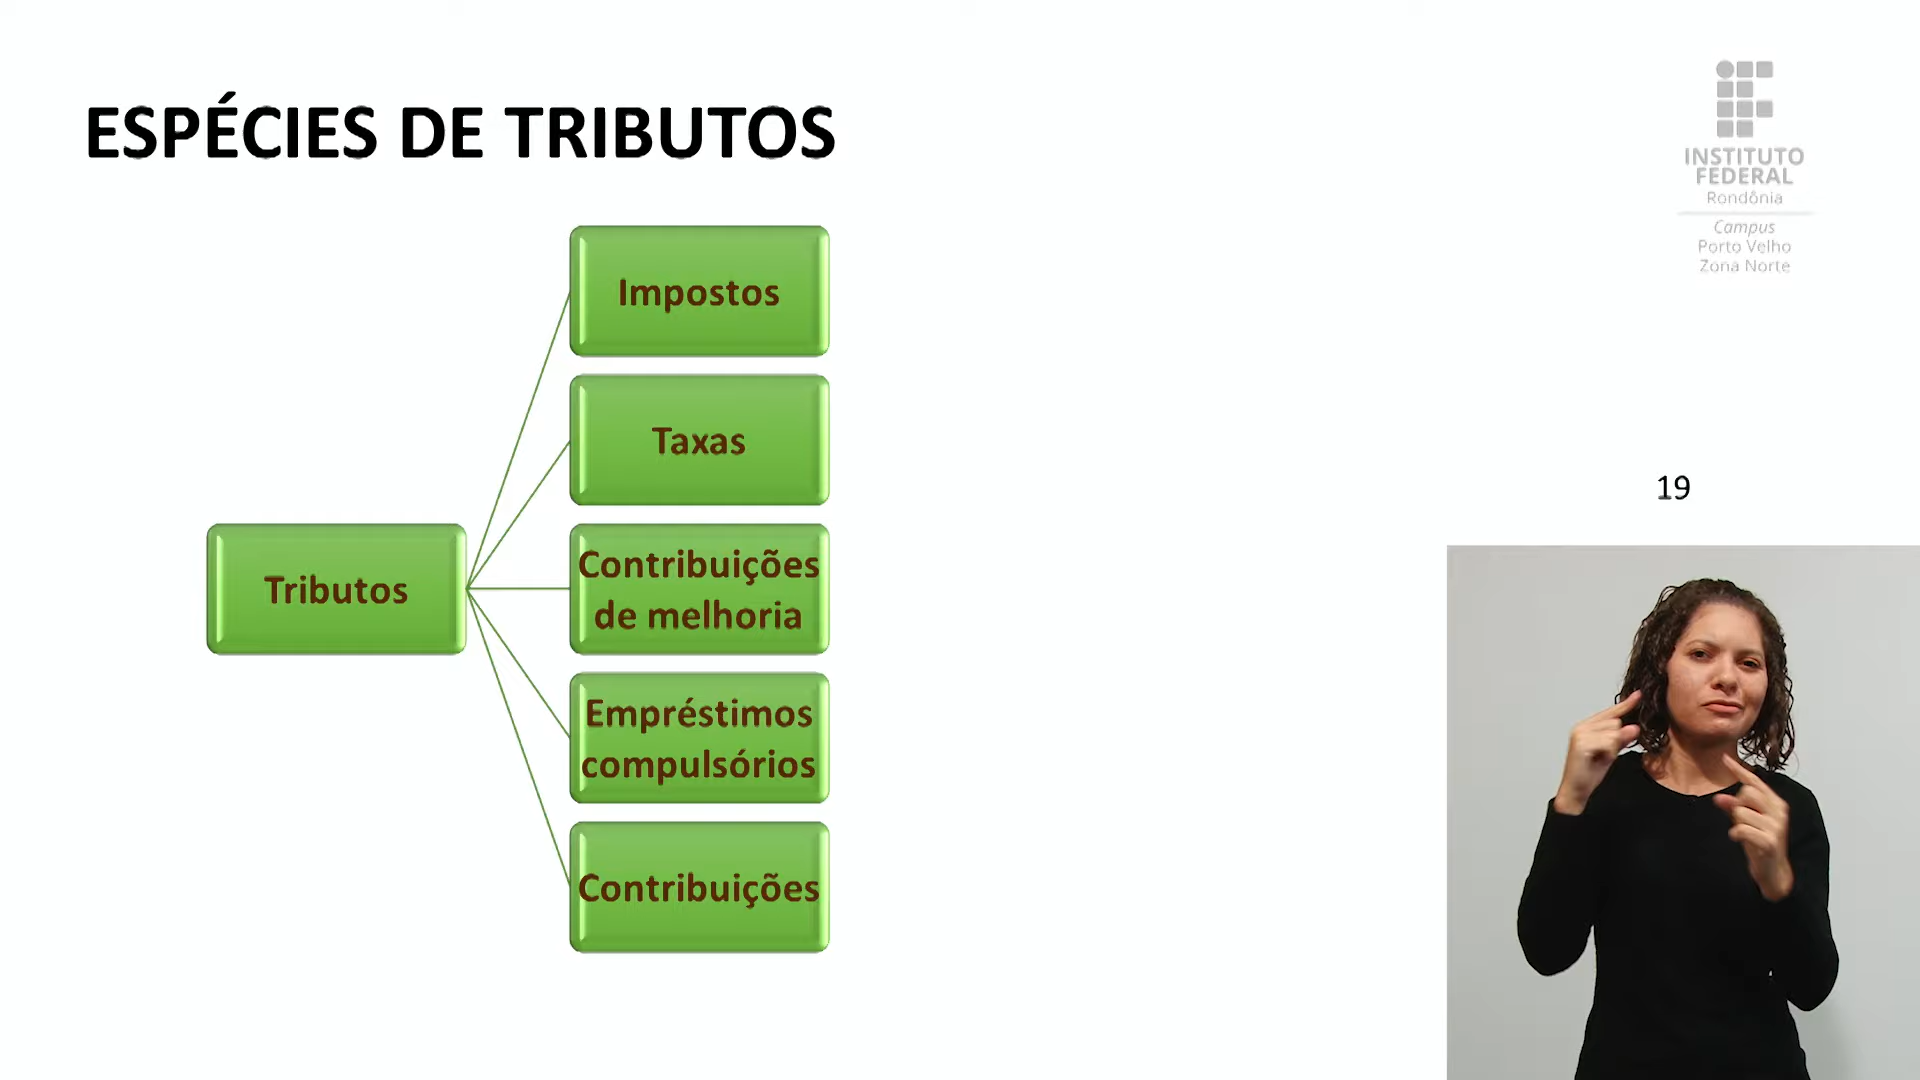 ESPÉCIES DE TRIBUTOS
INSTITUTO
FEDERAL
Rondônia
Campus
Porto Velho
Zona Norte
Impostos
Taxas
Tributos
Contribuições
de melhoria
Empréstimos
compulsórios
Contribuições
19